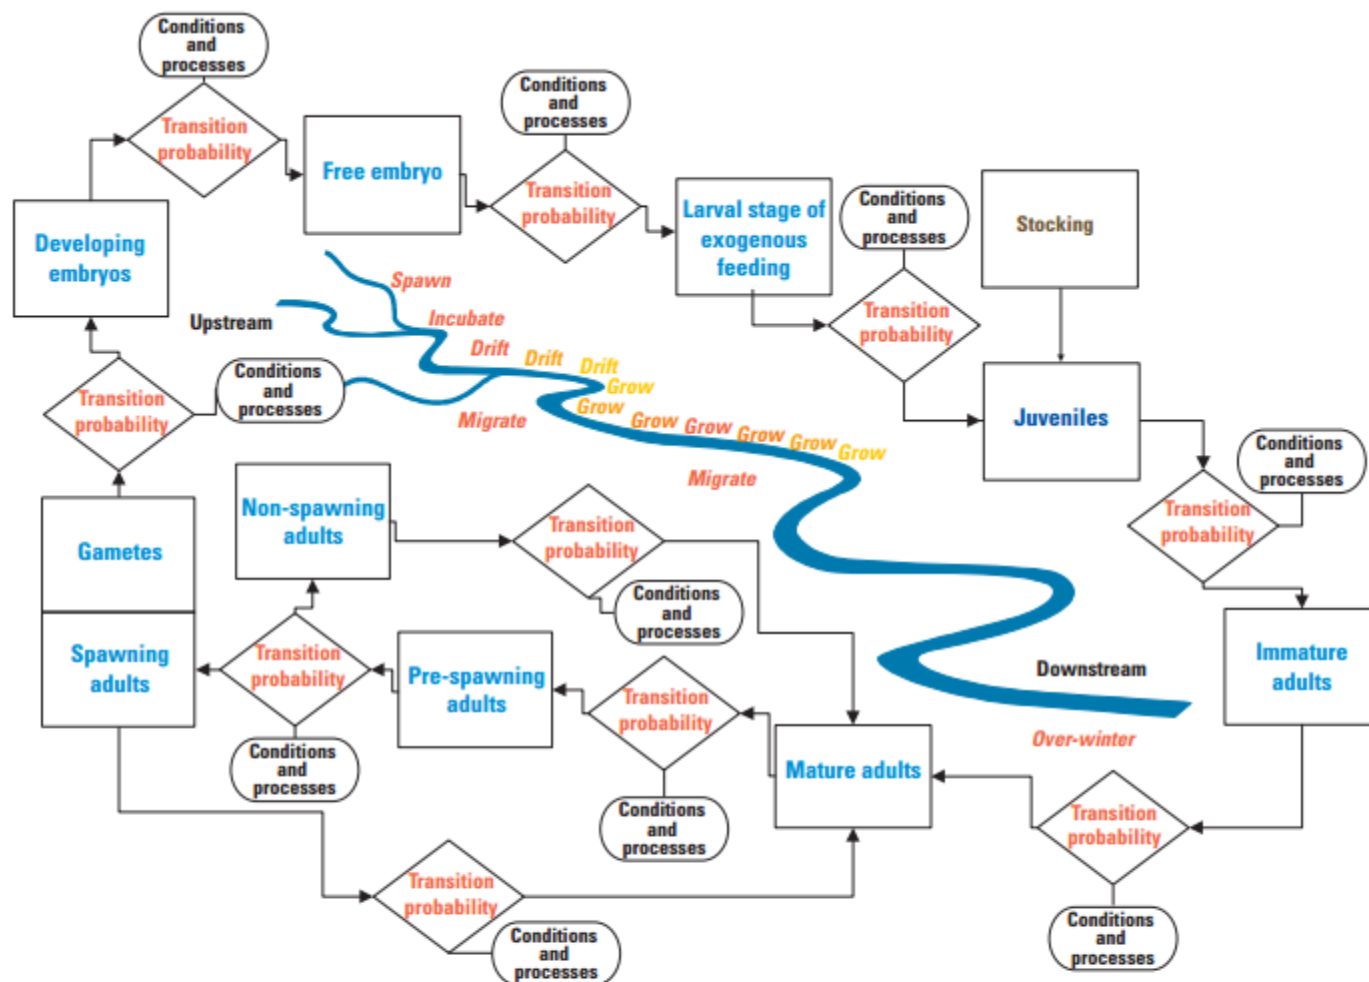 Conditions
and
processes
Transition
probability
Free embryo
Conditions
and
processes
Transition
probability
Larval stage of
exogenous
feeding
Conditions
and
processes
Transition
probability
Stocking
Juveniles
Conditions
and
processes
Transition
probability
Immature
adults
Developing
embryos
Upstream
Spawn
Incubate
Drift
Drift
Drift
Grow
Grow
Grow
Grow
Grow
Grow
Grow
Migrate
Migrate
Downstream
Over-winter
Transition
probability
Conditions
and
processes
Gametes
Spawning
adults
Non-spawning
adults
Transition
probability
Conditions
and
processes
Transition
probability
Conditions
and
processes
Pre-spawning
adults
Transition
probability
Conditions
and
processes
Mature adults
Transition
probability
Conditions
and
processes
Transition
probability
Conditions
and
processes